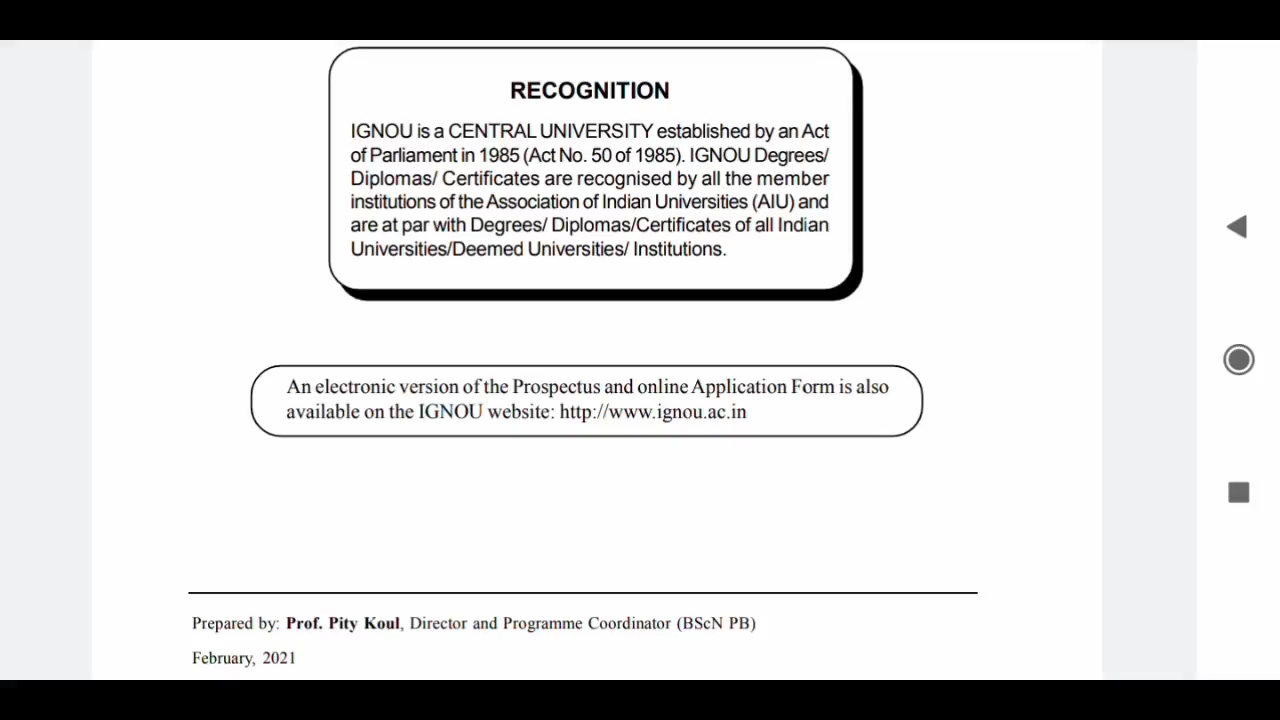 RECOGNITION
IGNOU is a CENTRAL UNIVERSITY established by an Act
of Parliament in 1985 (Act No. 50 of 1985). IGNOU Degrees/
Diplomas/ Certificates are recognised by all the member
institutions of the Association of Indian Universities (AIU) and
are at par with Degrees/ Diplomas/Certificates of all Indian
Universities/Deemed Universities/ Institutions.
An electronic version of the Prospectus and online Application Form is also
available on the IGNOU website: http://www.ignou.ac.in
Prepared by: Prof. Pity Koul, Director and Programme Coordinator (BScN PB)
February, 2021